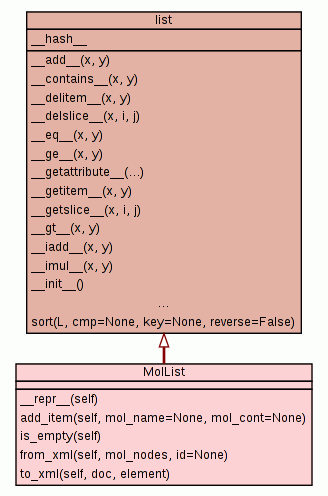 list
__hash__
__add__(x, y)
__contains__(x, y)
__delitem__(x, y)
__delslice__(x, i, j)
__eq__(x, y)
__ge__(x, y)
__getattribute__(...)
__getitem__(x, y)
__getslice__(x, i, j)
__gt__(x, y)
__iadd__(x, y)
__imul__(x, y)
__init__()
...
sort(L, cmp=None, key=None, reverse=False)
MolList
__repr__(self)
add_item(self, mol_name=None, mol_cont=None)
is_empty(self)
from_xml(self, mol_nodes, id=None)
to_xml(self, doc, element)